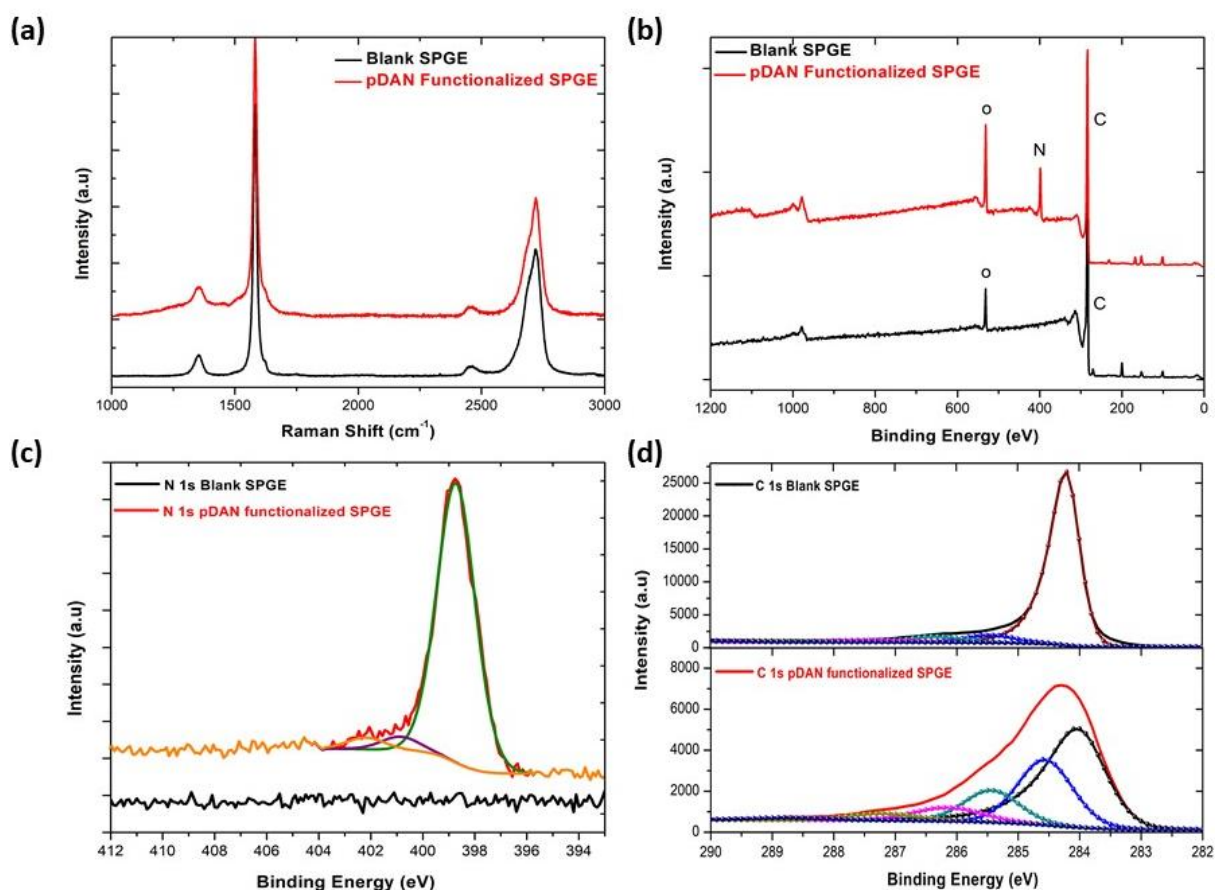 (a)
Blank SPGE
pDAN Functionalized SPGE
Intensity (a.u)
1000 1500 2000 2500 3000
Raman Shift (cm-1)
(b)
Blank SPGE
pDAN Functionalized SPGE
O
N
C
O
C
Intensity (a.u)
1200 1000 800 600 400 200 0
Binding Energy (eV)
(c)
N 1s Blank SPGE
N 1s pDAN functionalized SPGE
Intensity (a.u)
412 410 408 406 404 402 400 398 396 394
Binding Energy (eV)
(d)
C 1s Blank SPGE
25000
20000
15000
10000
5000
0
C 1s pDAN functionalized SPGE
8000
6000
4000
2000
0
Intensity (a.u)
290 289 288 287 286 285 284 283 282
Binding Energy (eV)